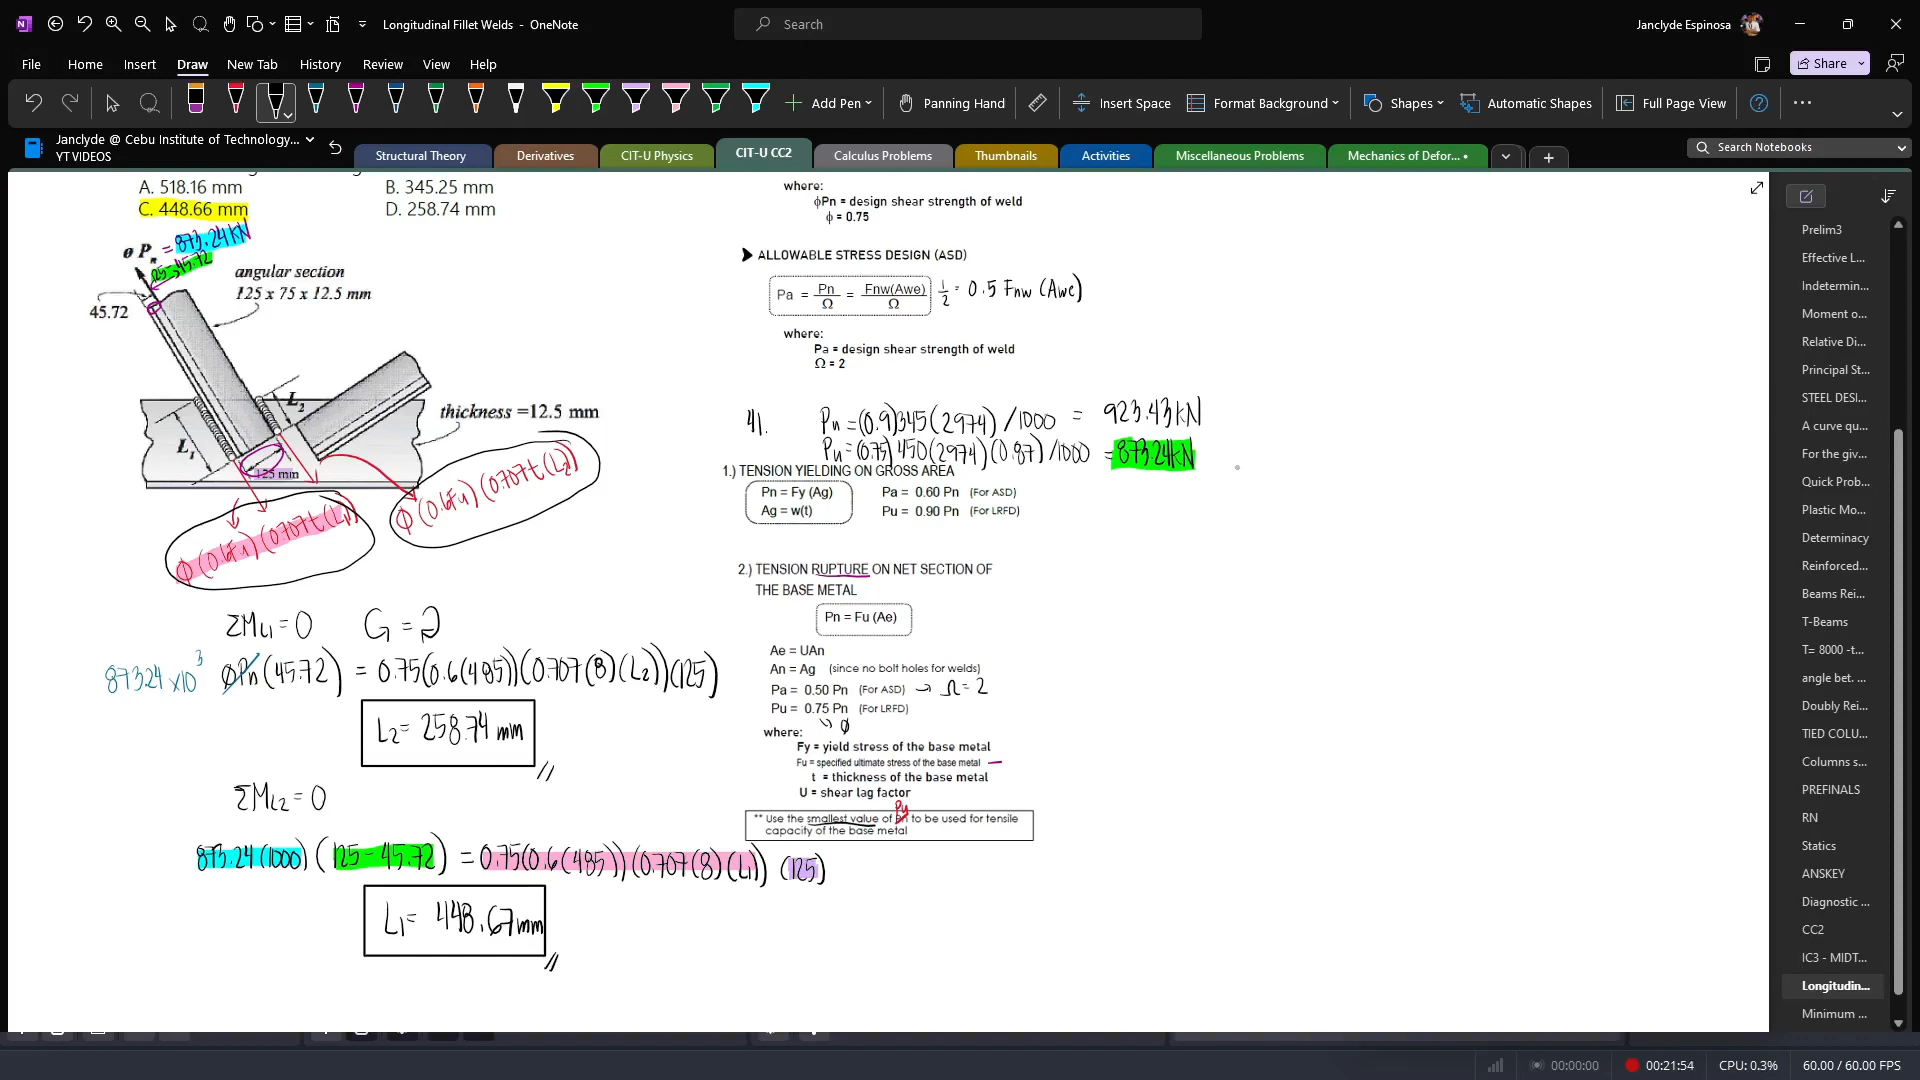 Longitudinal Fillet Welds - OneNote
Search
Janclyde Espinosa
File Home Insert Draw New Tab History Review View Help
Share
Add Pen
Panning Hand
Insert Space
Format Background
Shapes
Automatic Shapes
Full Page View
Janclyde @ Cebu Institute of Technology...
YT VIDEOS
Structural Theory
Derivatives
CIT-U Physics
CIT-U CC2
Calculus Problems
Thumbnails
Activities
Miscellaneous Problems
Mechanics of Defor...
Search Notebooks
A. 518.16 mm B. 345.25 mm
C. 448.66 mm D. 258.74 mm
ø Pn = 873.24 kN
125-45.72
angular section
125 x 75 x 12.5 mm
45.72
L2
thickness =12.5 mm
L1
125 mm
ϕ(0.6Fu)(0.707t(L2))
ϕ(0.6Fu)(0.707t(L1))
ΣML1=0
873.24 x10³ ØPn(45.72) = 0.75(0.6(485))(0.707(8)(L2))(125)
L2= 258.74 mm
ΣML2=0
873.24(1000)(125-45.72) = 0.75(0.6(485))(0.707(8)(L1))(125)
L1= 448.67mm
where:
ϕPn = design shear strength of weld
ϕ = 0.75
ALLOWABLE STRESS DESIGN (ASD)
Pa = Pn/Ω = Fnw(Awe)/Ω 1/2 = 0.5 Fnw (Awe)
where:
Pa = design shear strength of weld
Ω = 2
41. Pu=(0.9)345(2974)/1000 = 923.43kN
Pu=(0.75)450(2974)(0.87)/1000 = 873.24kN
1.) TENSION YIELDING ON GROSS AREA
Pn = Fy (Ag) Pa = 0.60 Pn (For ASD)
Ag = w(t) Pu = 0.90 Pn (For LRFD)
2.) TENSION RUPTURE ON NET SECTION OF
THE BASE METAL
Pn = Fu (Ae)
Ae = UAn
An = Ag (since no bolt holes for welds)
Pa = 0.50 Pn (For ASD) → Ω=2
Pu = 0.75 Pn (For LRFD)
ϕ
where:
Fy = yield stress of the base metal
Fu = specified ultimate stress of the base metal
t = thickness of the base metal
U = shear lag factor
Pu
** Use the smallest value of Pn to be used for tensile
capacity of the base metal
Prelim3
Effective L...
Indetermin...
Moment o...
Relative Di...
Principal St...
STEEL DESI...
A curve qu...
For the giv...
Quick Prob...
Plastic Mo...
Determinacy
Reinforced...
Beams Rei...
T-Beams
T= 8000 -t...
angle bet. ...
Doubly Rei...
TIED COLU...
Columns s...
PREFINALS
RN
Statics
ANSKEY
Diagnostic ...
CC2
IC3 - MIDT...
Longitudin...
Minimum ...
00:00:00
00:21:54
CPU: 0.3%
60.00 / 60.00 FPS